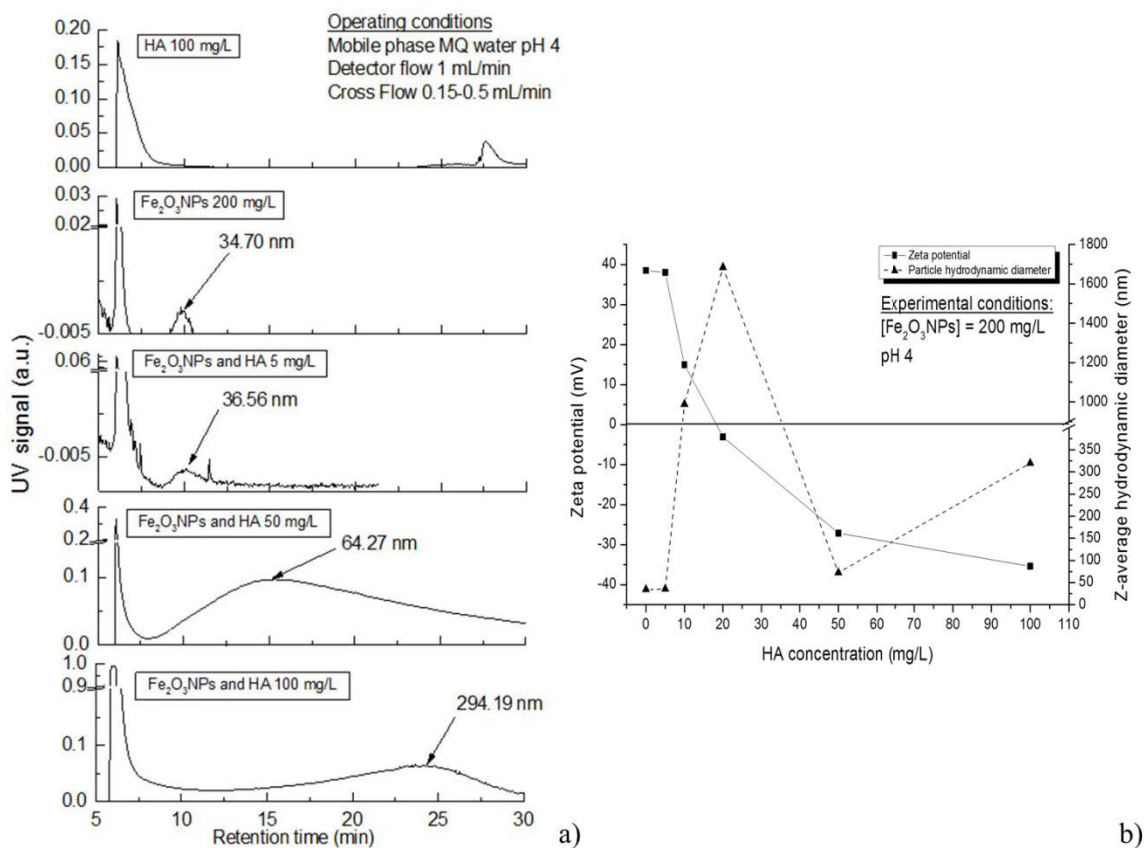 HA 100 mg/L
Operating conditions
Mobile phase MQ water pH 4
Detector flow 1 mL/min
Cross Flow 0.15-0.5 mL/min
0.20
0.15
0.10
0.05
0.00
Fe₂O₃NPs 200 mg/L
34.70 nm
0.03
0.02
-0.005
Fe₂O₃NPs and HA 5 mg/L
36.56 nm
0.06
-0.005
Fe₂O₃NPs and HA 50 mg/L
64.27 nm
0.4
0.2
0.1
0.0
Fe₂O₃NPs and HA 100 mg/L
294.19 nm
1.0
0.9
0.1
0.0
UV signal (a.u.)
5 10 15 20 25 30
Retention time (min)
a)
Zeta potential
Particle hydrodynamic diameter
Experimental conditions:
[Fe₂O₃NPs] = 200 mg/L
pH 4
Zeta potential (mV)
40
30
20
10
0
-10
-20
-30
-40
Z-average hydrodynamic diameter (nm)
1800
1600
1400
1200
1000
350
300
250
200
150
100
50
0
0 10 20 30 40 50 60 70 80 90 100 110
HA concentration (mg/L)
b)